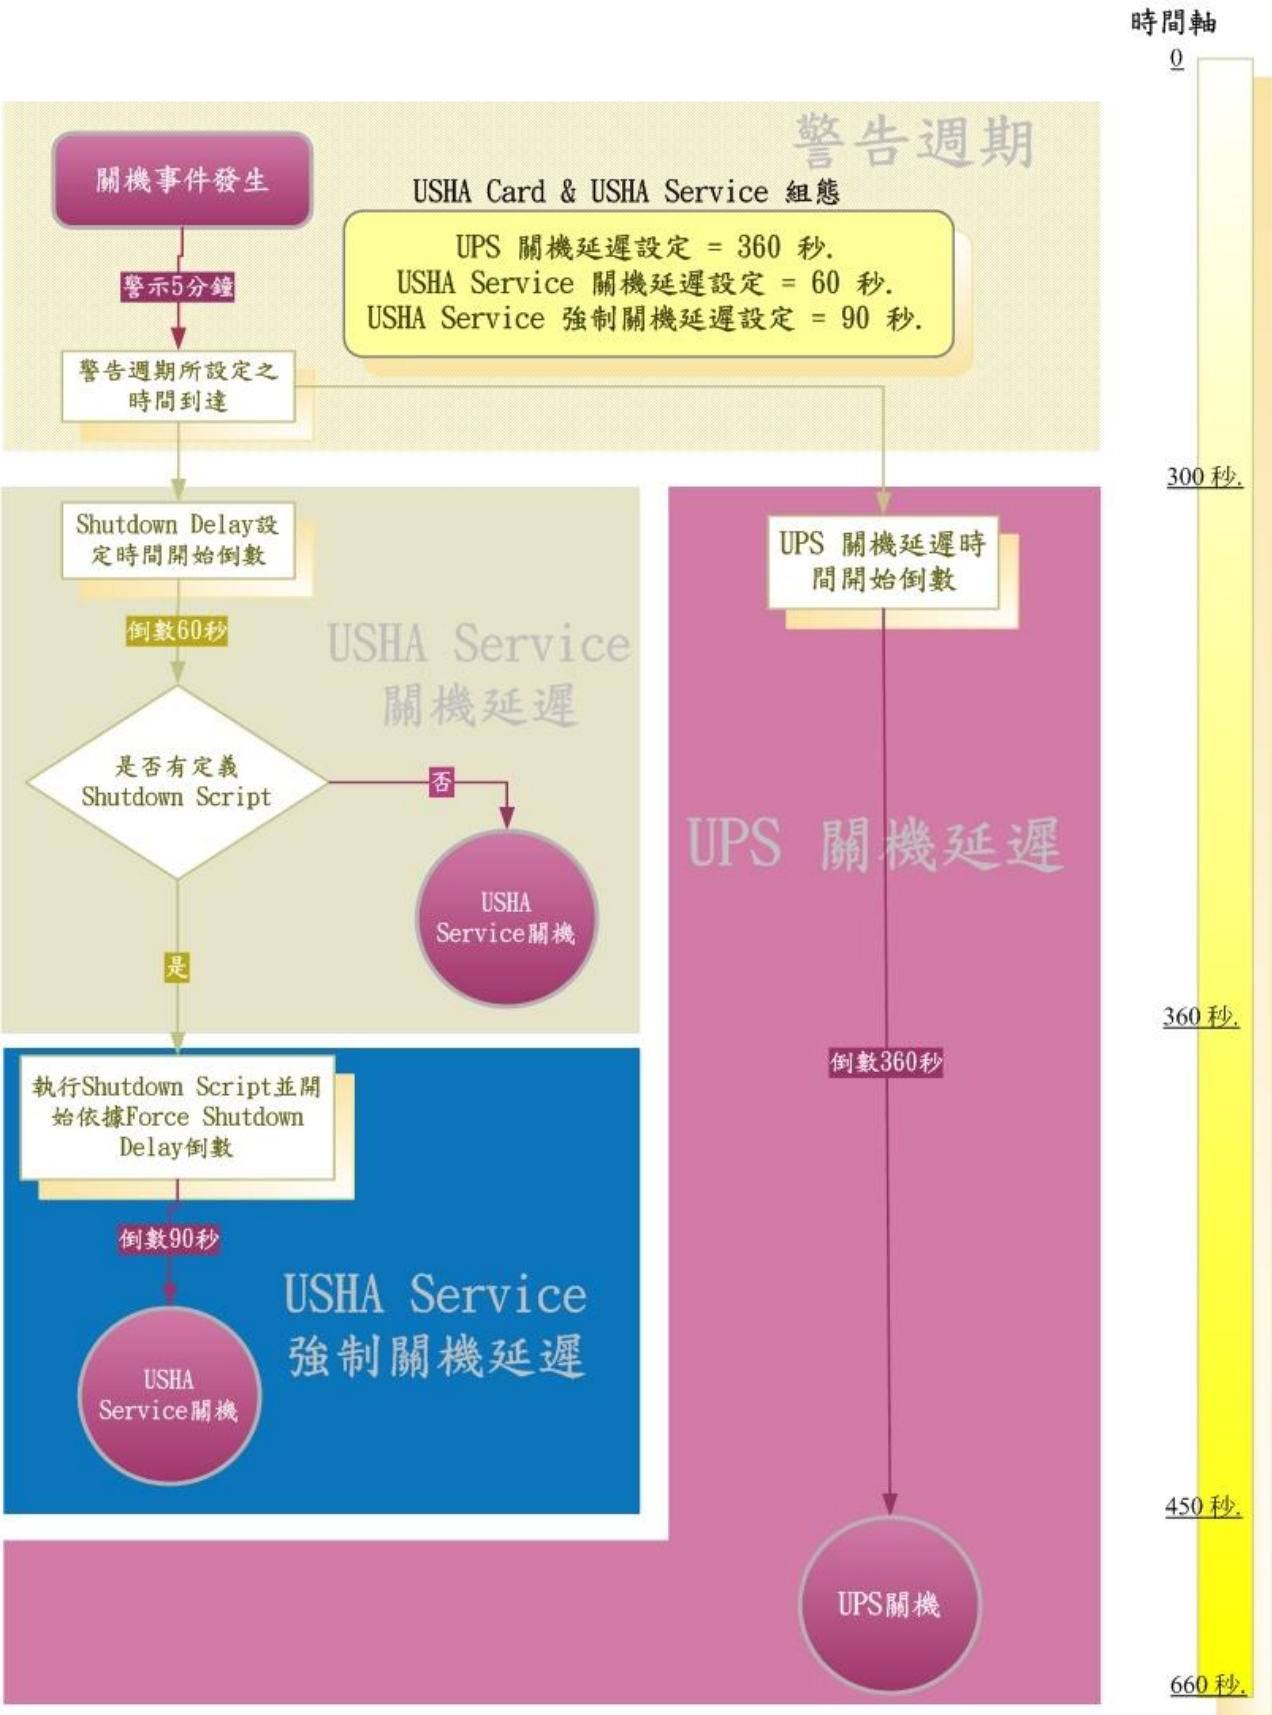 時間軸
0
警告週期
關機事件發生
USHA Card & USHA Service 組態
UPS 關機延遲設定 = 360 秒.
USHA Service 關機延遲設定 = 60 秒.
USHA Service 強制關機延遲設定 = 90 秒.
警示5分鐘
警告週期所設定之
時間到達
300 秒.
Shutdown Delay設
定時間開始倒數
UPS 關機延遲時
間開始倒數
倒數60秒
USHA Service
關機延遲
是否有定義
Shutdown Script
否
UPS 關機延遲
USHA
Service關機
是
360 秒.
倒數360秒
執行Shutdown Script並開
始依據Force Shutdown
Delay倒數
倒數90秒
USHA Service
強制關機延遲
USHA
Service關機
450 秒.
UPS關機
660 秒.